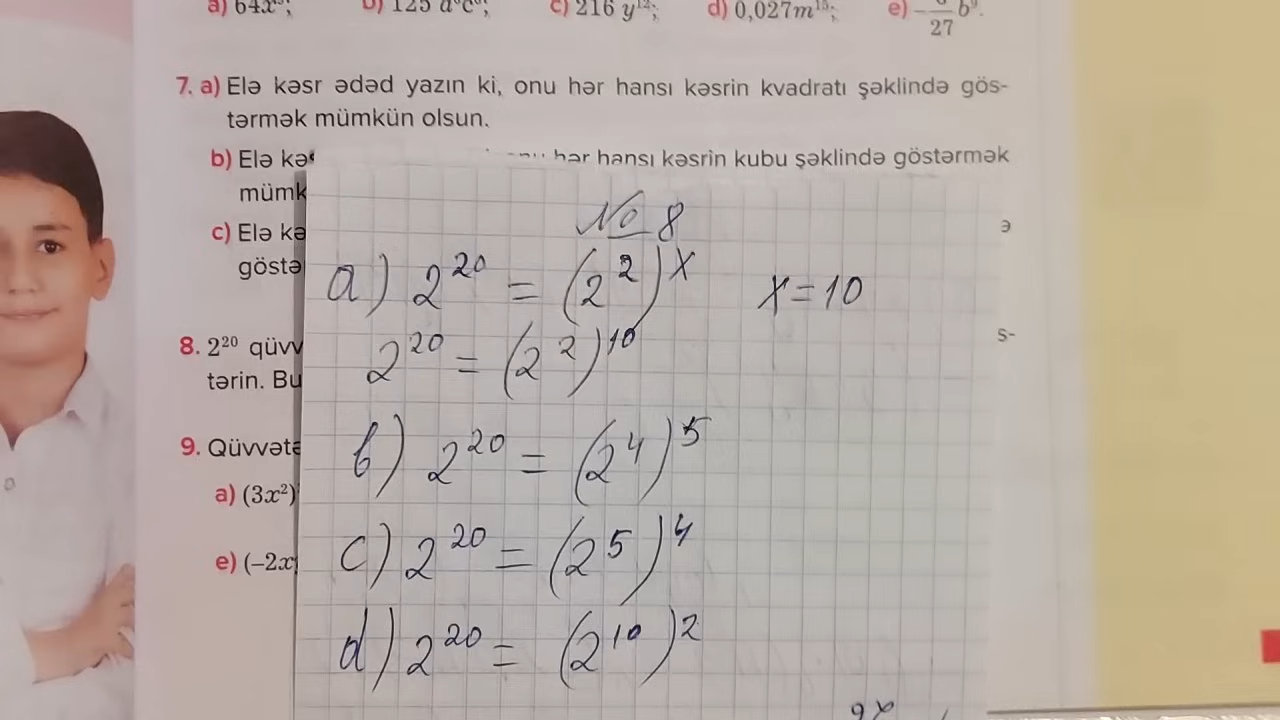 a) 64x ; b) 125 c ; c) 216 y¹²; d) 0,027m¹⁵; e) – /27 b⁹.
7. a) Elə kəsr ədəd yazın ki, onu hər hansı kəsrin kvadratı şəklində gös-
tərmək mümkün olsun.
b) Elə kə hər hansı kəsrin kubu şəklində göstərmək
mümk
c) Elə kə ə
göstə
8. 2²⁰ qüvv s-
tərin. Bu
9. Qüvvətə
a) (3x²)
e) (–2x
№ 8
a) 2²⁰ = (2²)ˣ x = 10
2²⁰ = (2²)¹⁰
b) 2²⁰ = (2⁴)⁵
c) 2²⁰ = (2⁵)⁴
d) 2²⁰ = (2¹⁰)²